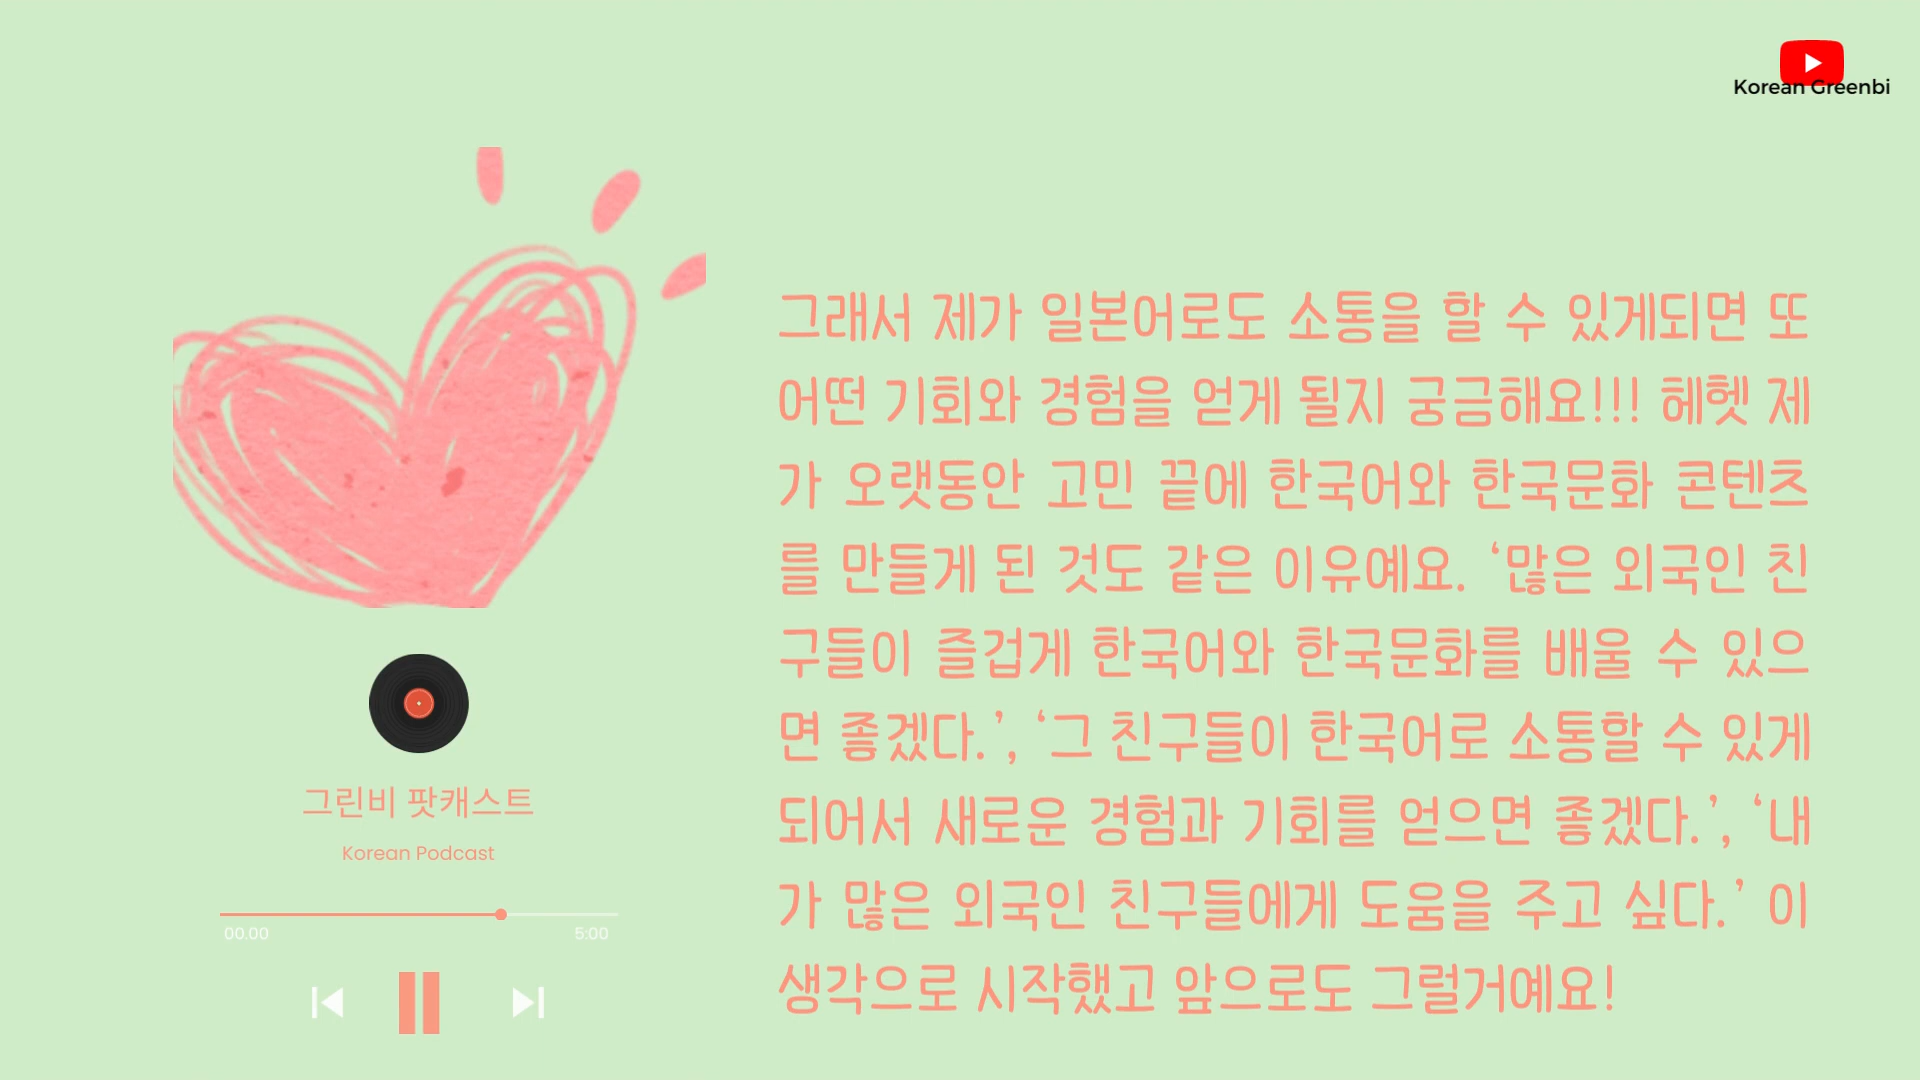 Korean Greenbi
그래서 제가 일본어로도 소통을 할 수 있게되면 또
어떤 기회와 경험을 얻게 될지 궁금해요!!! 헤헷 제
가 오랫동안 고민 끝에 한국어와 한국문화 콘텐츠
를 만들게 된 것도 같은 이유예요. ‘많은 외국인 친
구들이 즐겁게 한국어와 한국문화를 배울 수 있으
면 좋겠다.’, ‘그 친구들이 한국어로 소통할 수 있게
되어서 새로운 경험과 기회를 얻으면 좋겠다.’, ‘내
가 많은 외국인 친구들에게 도움을 주고 싶다.’ 이
생각으로 시작했고 앞으로도 그럴거예요!
그린비 팟캐스트
Korean Podcast
00.00 5:00